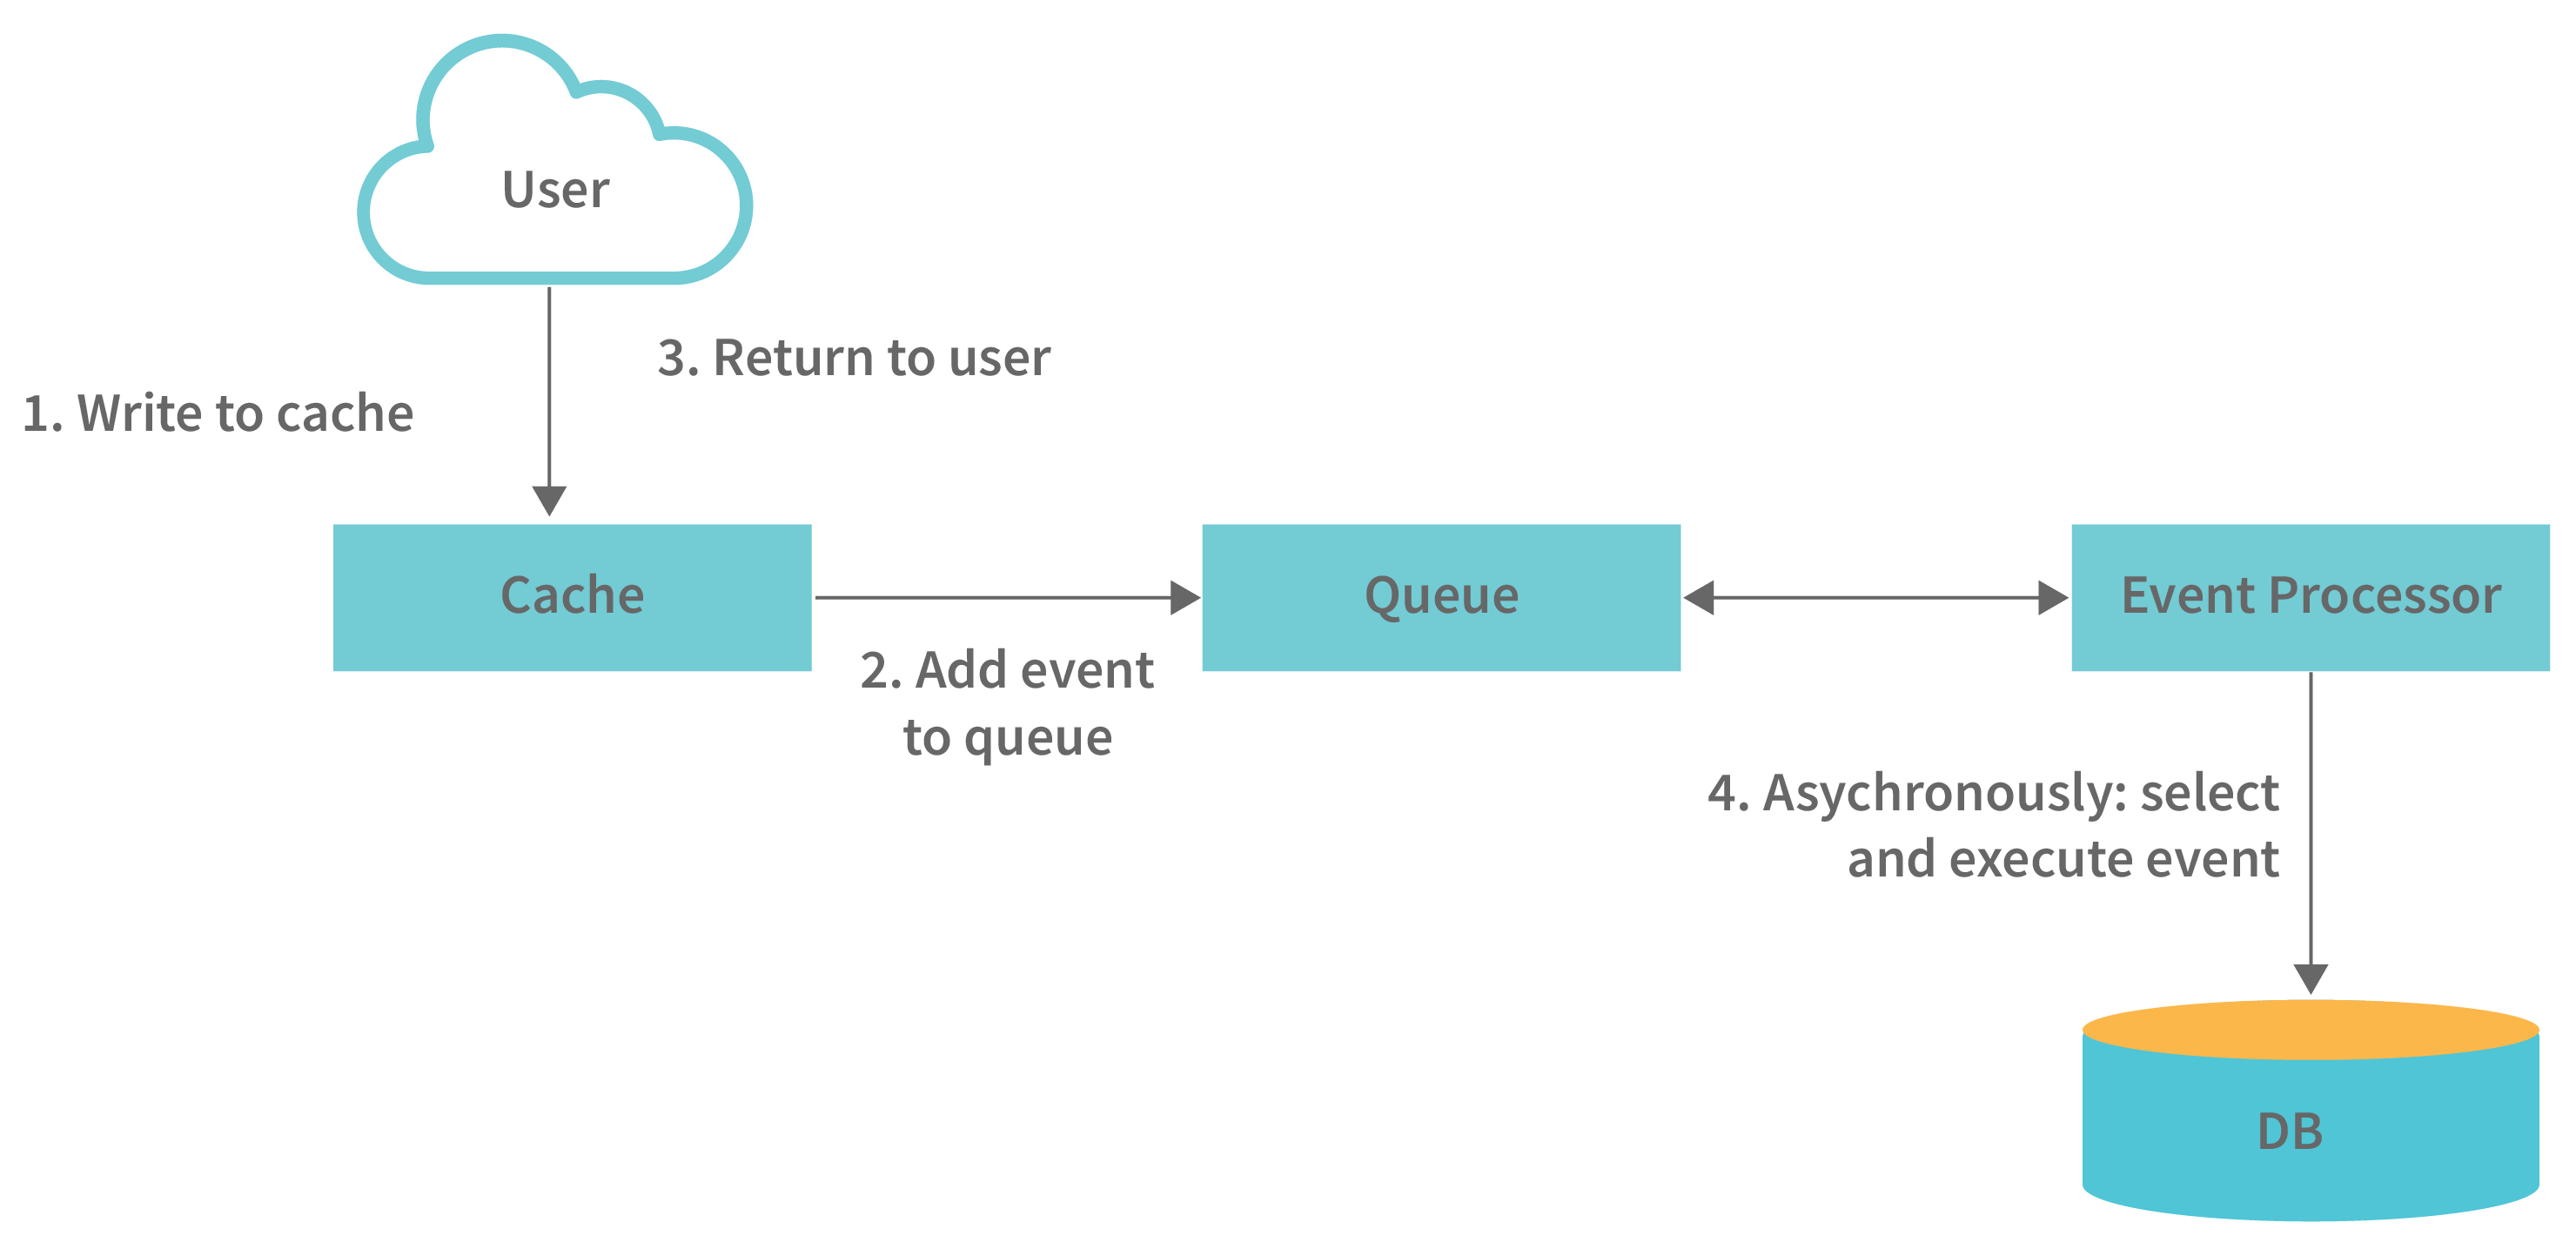 User
3. Return to user
1. Write to cache
Cache
Queue
Event Processor
2. Add event
to queue
4. Asychronously: select
and execute event
DB